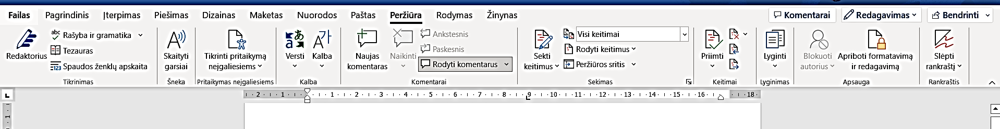 Failas Pagrindinis Įterpimas Piešimas Dizainas Maketas Nuorodos Paštas Peržiūra Rodymas Žinynas Komentarai Redagavimas Bendrinti
Redaktorius
abc Rašyba ir gramatika
Tezauras
123 Spaudos ženklų apskaita
Tikrinimas
Skaityti
garsiai
Šneka
Tikrinti pritaikymą
neįgaliesiems
Pritaikymas neįgaliesiems
Versti
Kalba
Kalba
Naujas
komentaras
Naikinti
Ankstesnis
Paskesnis
Rodyti komentarus
Komentarai
Sekti
keitimus
Visi keitimai
Rodyti keitimus
Peržiūros sritis
Sekimas
Priimti
Keitimai
Lyginti
Lyginimas
Blokuoti
autorius
Apriboti formatavimą
ir redagavimą
Apsauga
Slėpti
rankraštį
Rankraštis
2 1 1 2 3 4 5 6 7 8 9 10 11 12 13 14 15 16 18
1